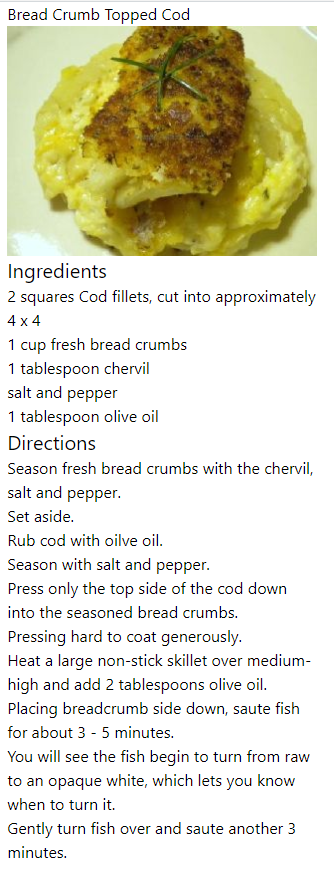 Bread Crumb Topped Cod
Ingredients
2 squares Cod fillets, cut into approximately
4 x 4
1 cup fresh bread crumbs
1 tablespoon chervil
salt and pepper
1 tablespoon olive oil
Directions
Season fresh bread crumbs with the chervil,
salt and pepper.
Set aside.
Rub cod with oilve oil.
Season with salt and pepper.
Press only the top side of the cod down
into the seasoned bread crumbs.
Pressing hard to coat generously.
Heat a large non-stick skillet over medium-
high and add 2 tablespoons olive oil.
Placing breadcrumb side down, saute fish
for about 3 - 5 minutes.
You will see the fish begin to turn from raw
to an opaque white, which lets you know
when to turn it.
Gently turn fish over and saute another 3
minutes.